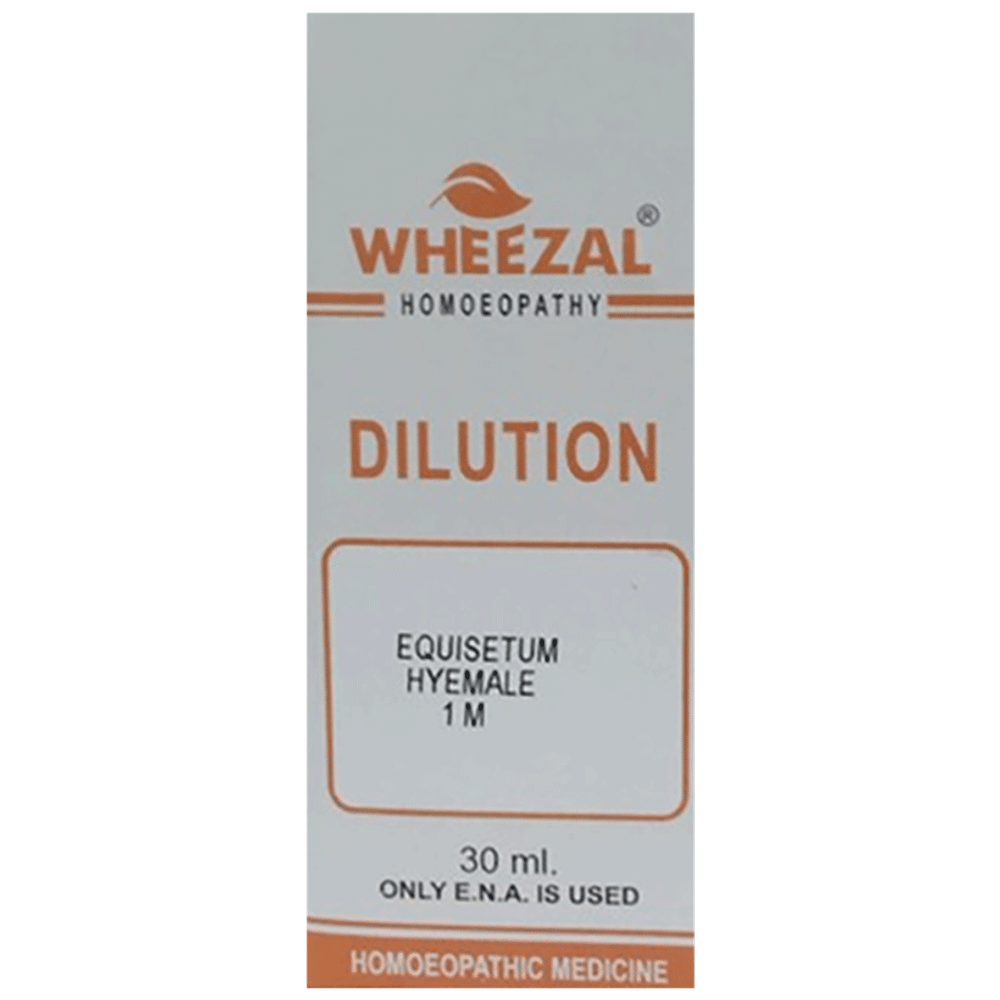 WHEEZAL®
HOMOEOPATHY
DILUTION
EQUISETUM
HYEMALE
1 M
30 ml.
ONLY E.N.A. IS USED
HOMOEOPATHIC MEDICINE